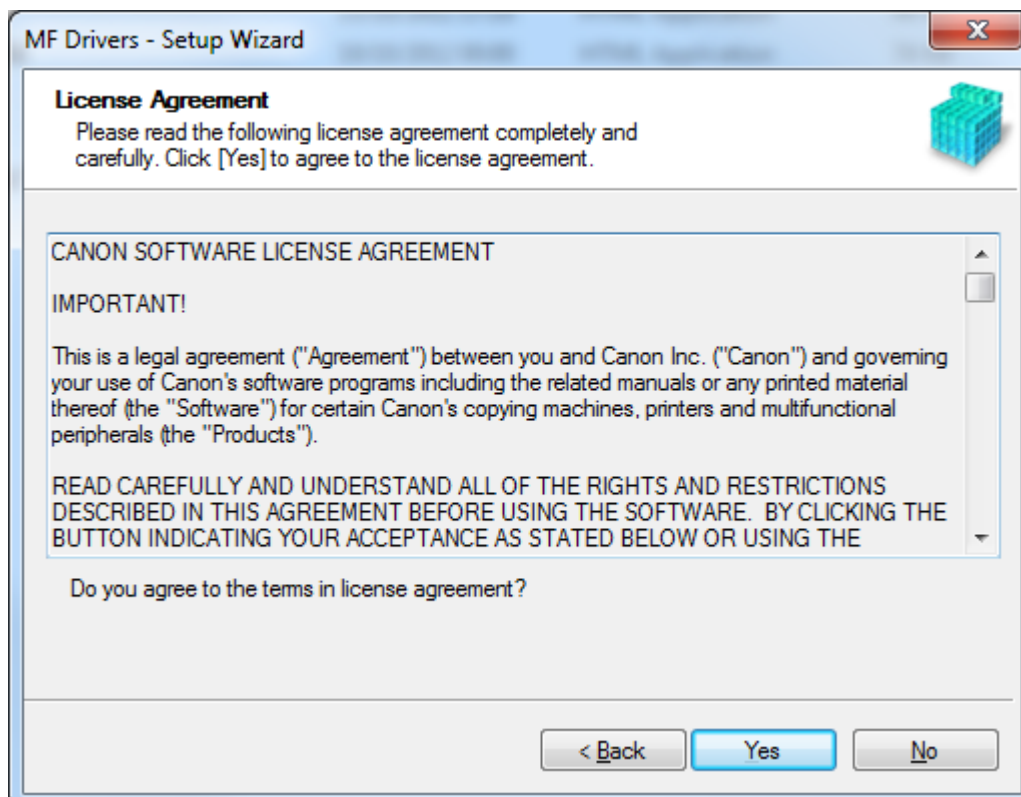 MF Drivers - Setup Wizard
License Agreement
Please read the following license agreement completely and
carefully. Click [Yes] to agree to the license agreement.
CANON SOFTWARE LICENSE AGREEMENT
IMPORTANT!
This is a legal agreement ("Agreement") between you and Canon Inc. ("Canon") and governing
your use of Canon's software programs including the related manuals or any printed material
thereof (the "Software") for certain Canon's copying machines, printers and multifunctional
peripherals (the "Products").
READ CAREFULLY AND UNDERSTAND ALL OF THE RIGHTS AND RESTRICTIONS
DESCRIBED IN THIS AGREEMENT BEFORE USING THE SOFTWARE.  BY CLICKING THE
BUTTON INDICATING YOUR ACCEPTANCE AS STATED BELOW OR USING THE
Do you agree to the terms in license agreement?
< Back Yes No